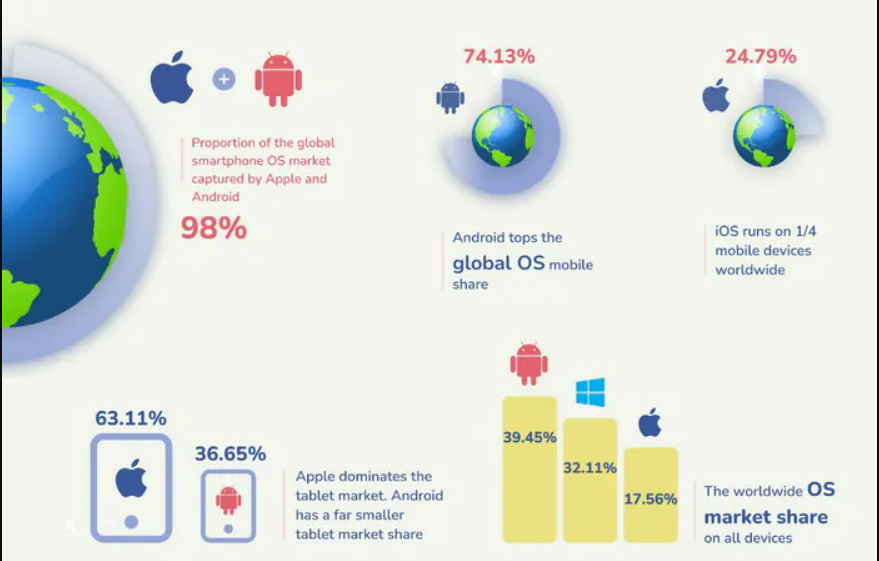 Proportion of the global
smartphone OS market
captured by Apple and
Android
98%
74.13%
Android tops the
global OS mobile
share
24.79%
iOS runs on 1/4
mobile devices
worldwide
63.11%
36.65%
Apple dominates the
tablet market. Android
has a far smaller
tablet market share
39.45%
32.11%
17.56%
The worldwide OS
market share
on all devices